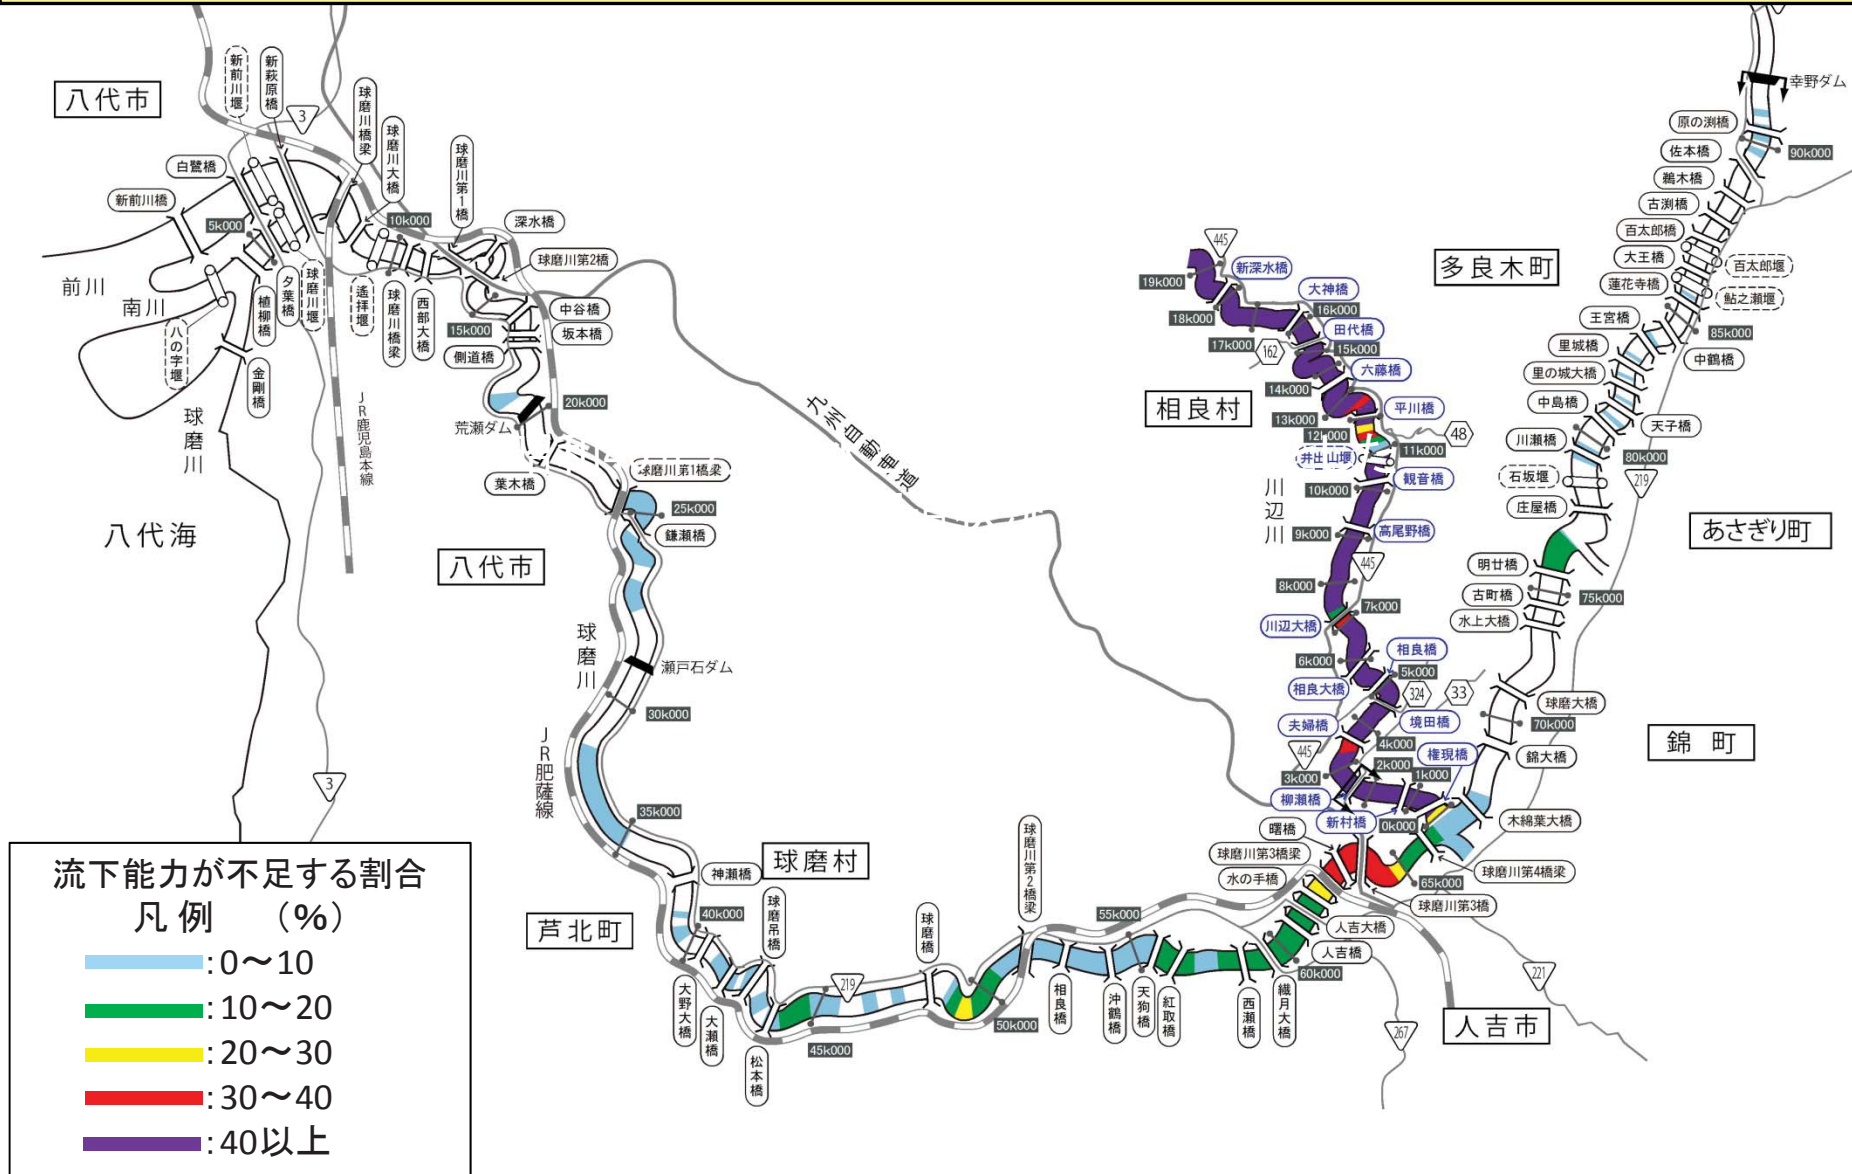 八代市
新前川堰
新萩原橋
3
球磨川橋梁
球磨川大橋
球磨川第1橋
深水橋
白鷺橋
新前川橋
5k000
10k000
球磨川第2橋
前川
南川
八の字堰
植柳橋
夕葉橋
球磨川堰
遙拝堰
球磨川橋梁
西部大橋
15k000
中谷橋
坂本橋
側道橋
金剛橋
JR鹿児島本線
球磨川
八代海
20k000
荒瀬ダム
葉木橋
球磨川第1橋梁
25k000
鎌瀬橋
八代市
九州自動車道
球磨川
瀬戸石ダム
30k000
JR肥薩線
3
35k000
神瀬橋
球磨村
芦北町
40k000
球磨吊橋
大野大橋
大瀬橋
松本橋
219
45k000
球磨橋
球磨川第2橋梁
50k000
相良橋
沖鶴橋
55k000
天狗橋
紅取橋
西瀬橋
繊月大橋
60k000
人吉橋
人吉大橋
水の手橋
球磨川第3橋梁
曙橋
球磨川第3橋
65k000
球磨川第4橋梁
木綿葉大橋
人吉市
221
267
445
19k000
新深水橋
18k000
大神橋
16k000
17k000
田代橋
162
15k000
14k000
六藤橋
相良村
13k000
平川橋
12k000
48
11k000
井出山堰
観音橋
10k000
川辺川
9k000
高尾野橋
445
8k000
7k000
川辺大橋
6k000
相良橋
5k000
相良大橋
324
33
夫婦橋
境田橋
4k000
445
2k000
権現橋
3k000
1k000
柳瀬橋
新村橋
0k000
幸野ダム
原の渕橋
90k000
佐本橋
鵜木橋
古渕橋
百太郎橋
大王橋
百太郎堰
蓮花寺橋
鮎之瀬堰
多良木町
王宮橋
85k000
里城橋
中鶴橋
里の城大橋
中島橋
天子橋
川瀬橋
80k000
石坂堰
219
庄屋橋
あさぎり町
明廿橋
古町橋
75k000
水上大橋
球磨大橋
70k000
錦町
錦大橋
流下能力が不足する割合
凡例 (%)
:0〜10
:10〜20
:20〜30
:30〜40
:40以上